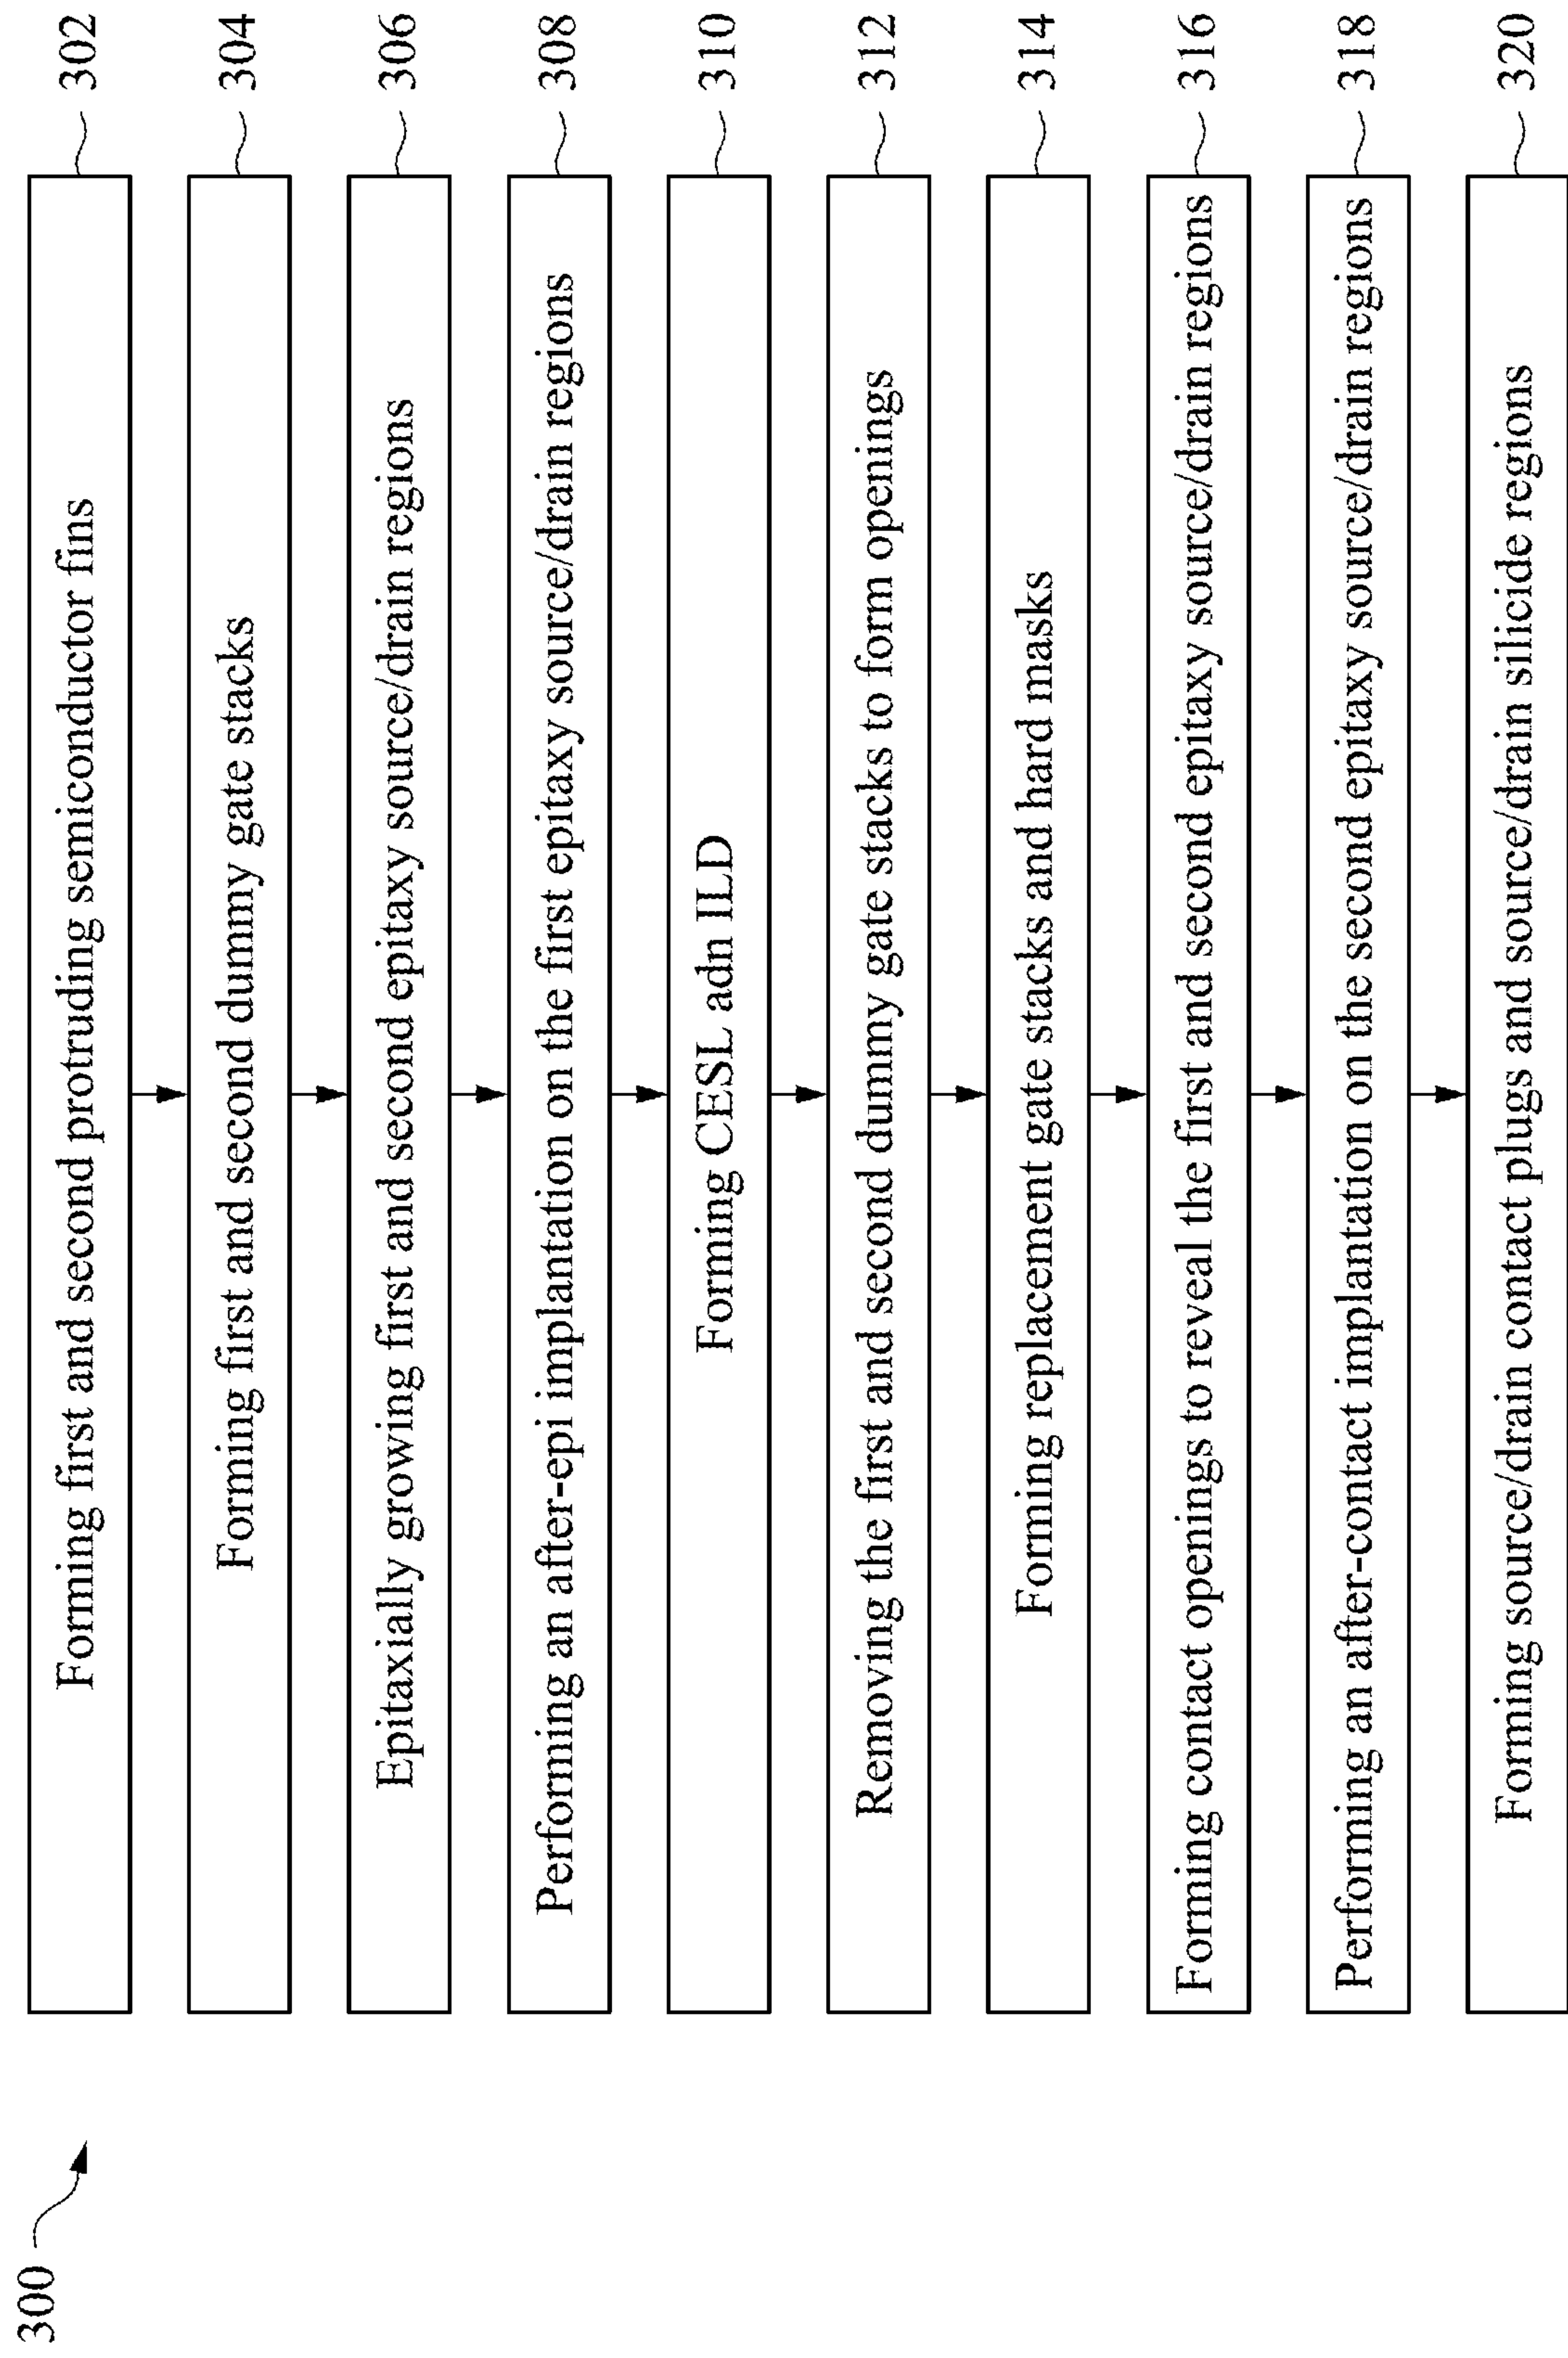 300
Forming first and second protruding semiconductor fins 302
Forming first and second dummy gate stacks 304
Epitaxially growing first and second epitaxy source/drain regions 306
Performing an after-epi implantation on the first epitaxy source/drain regions 308
Forming CESL adn ILD 310
Removing the first and second dummy gate stacks to form openings 312
Forming replacement gate stacks and hard masks 314
Forming contact openings to reveal the first and second epitaxy source/drain regions 316
Performing an after-contact implantation on the second epitaxy source/drain regions 318
Forming source/drain contact plugs and source/drain silicide regions 320